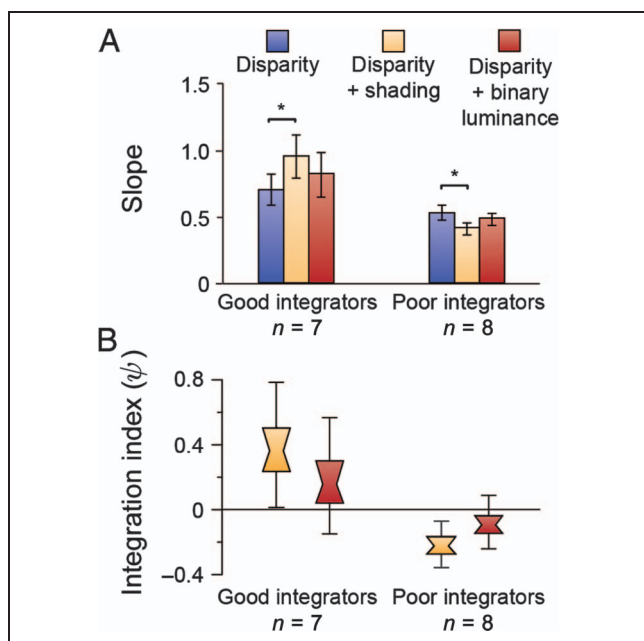 A
Disparity
Disparity
+ shading
Disparity
+ binary
luminance
1.5
1.0
0.5
0
Slope
*
*
Good integrators
n = 7
Poor integrators
n = 8
B
Integration index (ψ)
0.8
0.4
0
−0.4
Good integrators
n = 7
Poor integrators
n = 8